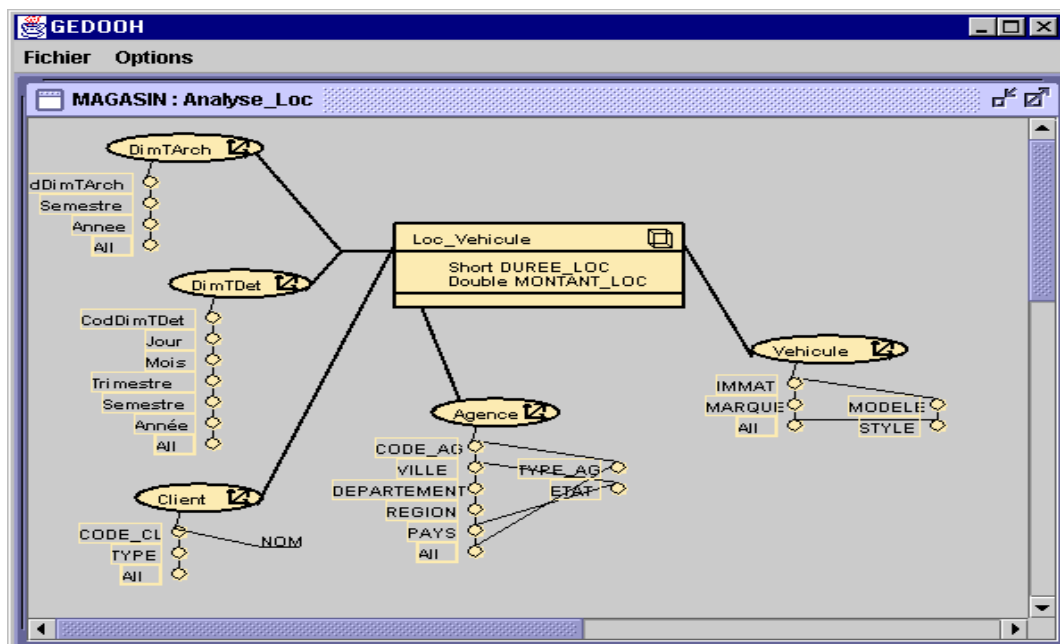 GEDOOH
Fichier Options
MAGASIN : Analyse_Loc
DimTArch
dDimTArch
Semestre
Annee
All
Loc_Vehicule
Short DUREE_LOC
Double MONTANT_LOC
DimTDet
CodDimTDet
Jour
Mois
Trimestre
Semestre
Année
All
Vehicule
IMMAT
MARQUE
MODELE
All
STYLE
Agence
CODE_AG
VILLE
TYPE_AG
DEPARTEMENT
ETAT
REGION
PAYS
All
Client
CODE_CL
NOM
TYPE
All